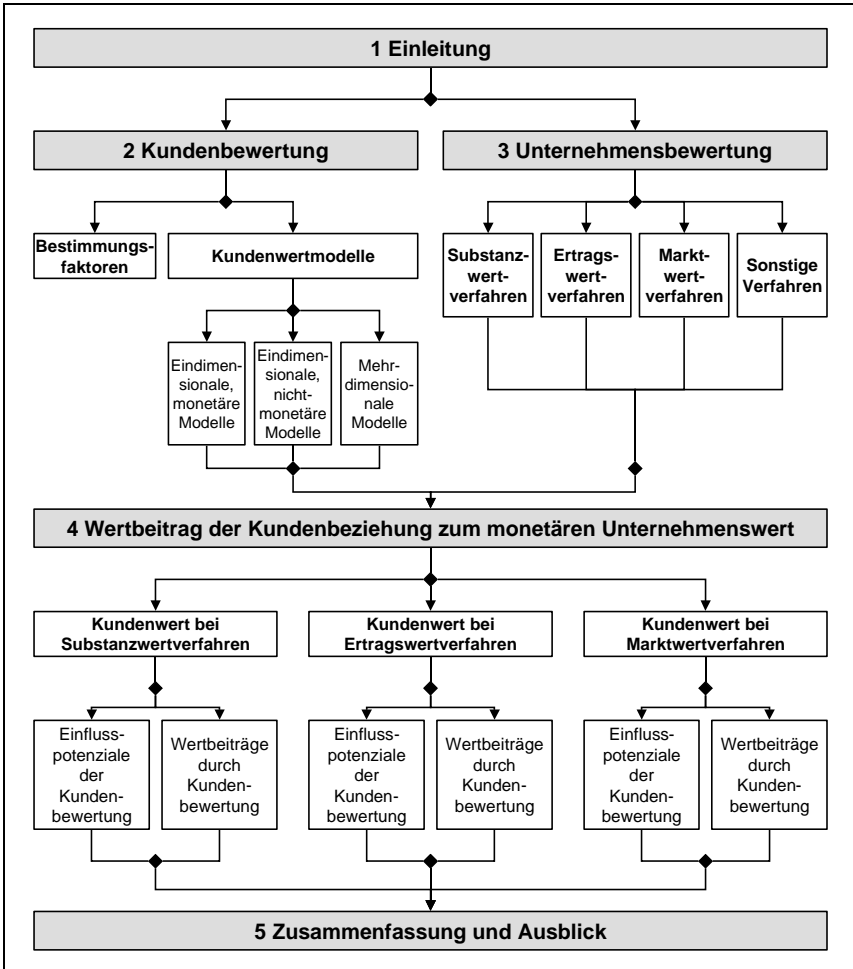 1 Einleitung
2 Kundenbewertung
3 Unternehmensbewertung
Bestimmungs-
faktoren
Kundenwertmodelle
Substanz-
wert-
verfahren
Ertrags-
wert-
verfahren
Markt-
wert-
verfahren
Sonstige
Verfahren
Eindimen-
sionale,
monetäre
Modelle
Eindimen-
sionale,
nicht-
monetäre
Modelle
Mehr-
dimensio-
nale
Modelle
4 Wertbeitrag der Kundenbeziehung zum monetären Unternehmenswert
Kundenwert bei
Substanzwertverfahren
Kundenwert bei
Ertragswertverfahren
Kundenwert bei
Marktwertverfahren
Einfluss-
potenziale
der
Kunden-
bewertung
Wertbeiträge
durch
Kunden-
bewertung
Einfluss-
potenziale
der
Kunden-
bewertung
Wertbeiträge
durch
Kunden-
bewertung
Einfluss-
potenziale
der
Kunden-
bewertung
Wertbeiträge
durch
Kunden-
bewertung
5 Zusammenfassung und Ausblick